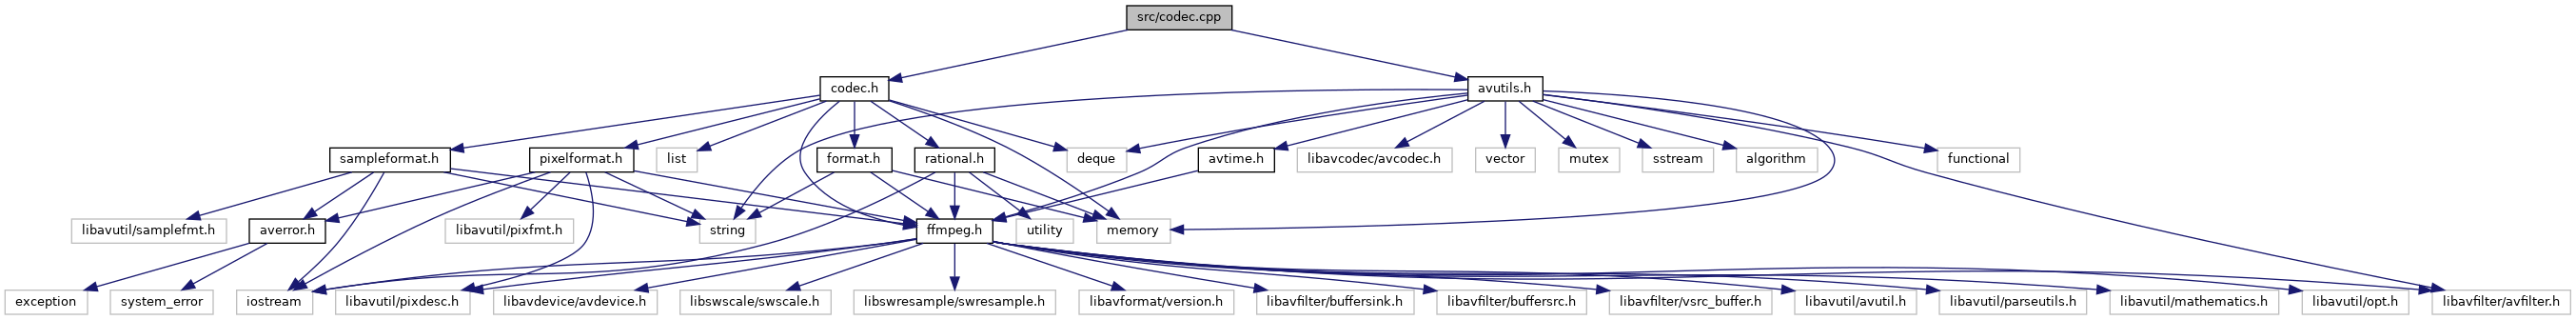 src/codec.cpp
codec.h
avutils.h
sampleformat.h
pixelformat.h
list
format.h
rational.h
deque
avtime.h
libavcodec/avcodec.h
vector
mutex
sstream
algorithm
functional
libavutil/samplefmt.h
averror.h
libavutil/pixfmt.h
string
ffmpeg.h
utility
memory
exception
system_error
iostream
libavutil/pixdesc.h
libavdevice/avdevice.h
libswscale/swscale.h
libswresample/swresample.h
libavformat/version.h
libavfilter/buffersink.h
libavfilter/buffersrc.h
libavfilter/vsrc_buffer.h
libavutil/avutil.h
libavutil/parseutils.h
libavutil/mathematics.h
libavutil/opt.h
libavfilter/avfilter.h